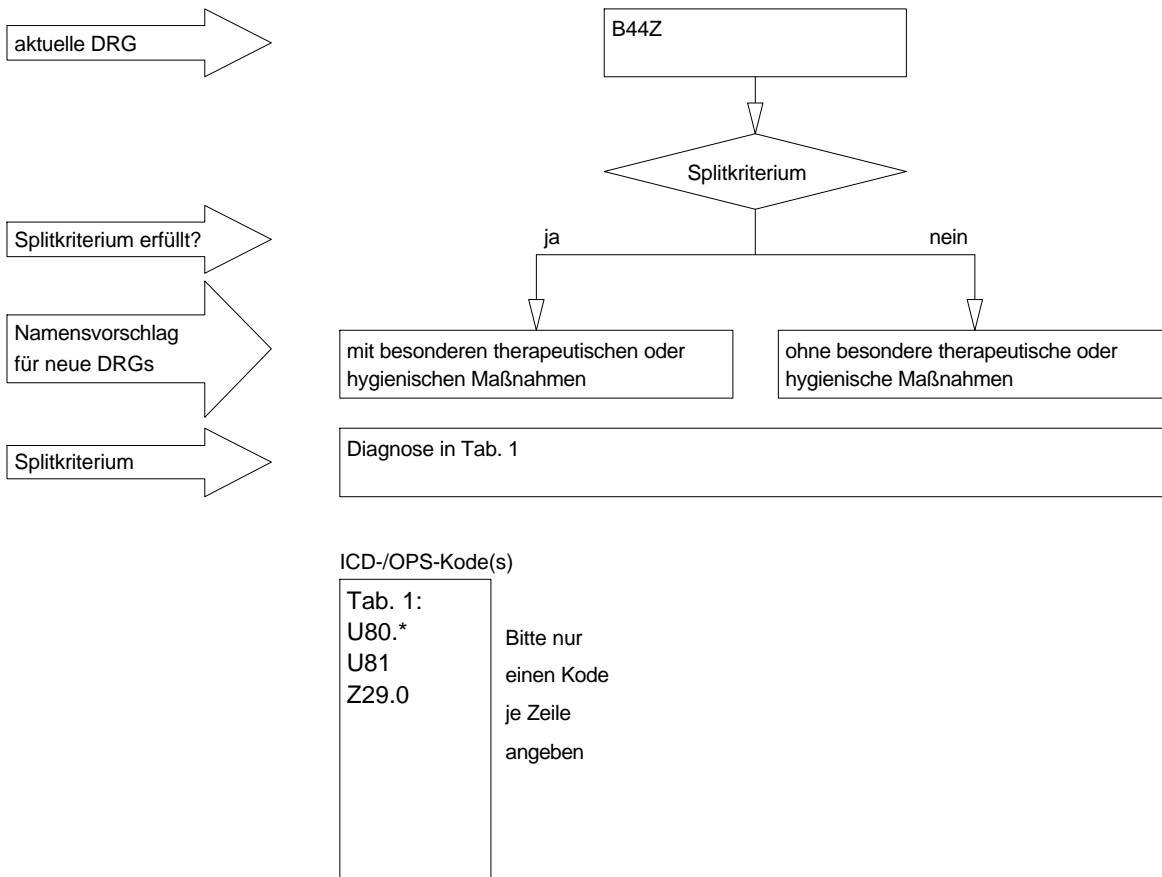 aktuelle DRG
B44Z
Splitkriterium
Splitkriterium erfüllt?
ja
nein
Namensvorschlag
für neue DRGs
mit besonderen therapeutischen oder
hygienischen Maßnahmen
ohne besondere therapeutische oder
hygienische Maßnahmen
Splitkriterium
Diagnose in Tab. 1
ICD-/OPS-Kode(s)
Tab. 1:
U80.*
U81
Z29.0
Bitte nur
einen Kode
je Zeile
angeben